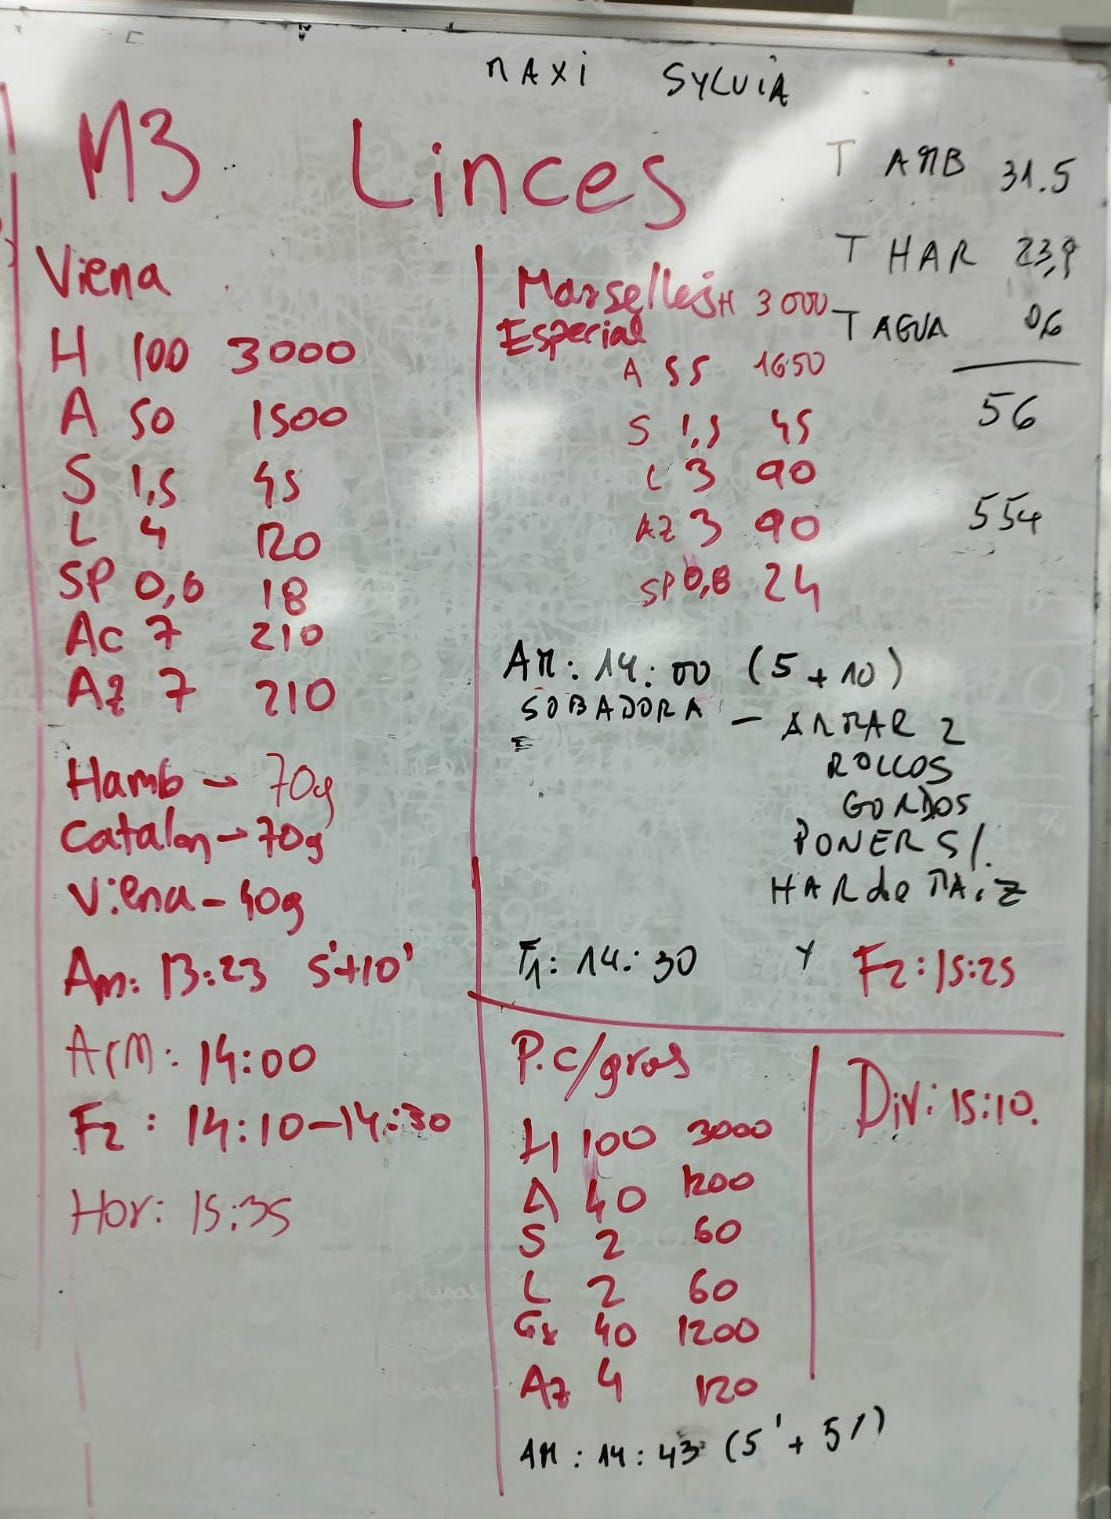 MAXI SYLVIA
M3 Linces
T AMB 31.5
T HAR 23,9
T AGUA 0,6
56
554
Viena
H 100 3000
A 50 1500
S 1,5 45
L 4 120
SP 0,6 18
Ac 7 210
Az 7 210
Hamb - 70g
Catalan - 70g
Viena - 40g
Am: 13:23 5'+10'
Arm: 14:00
F2: 14:10-14:30
Hor: 15:35
Marselles H 3000
Especial
A 55 1650
S 1,5 45
L 3 90
AZ 3 90
SP 0,8 24
AM: 14:00 (5+10)
SOBADORA - ARMAR 2
ROLLOS
GORDOS
PONER S/.
HAR de MAiZ
F1: 14:30 Y F2: 15:25
P.c/gras
H 100 3000
A 40 1200
S 2 60
L 2 60
Gr 40 1200
Az 4 120
AM: 14:43 (5'+5')
Div: 15:10.